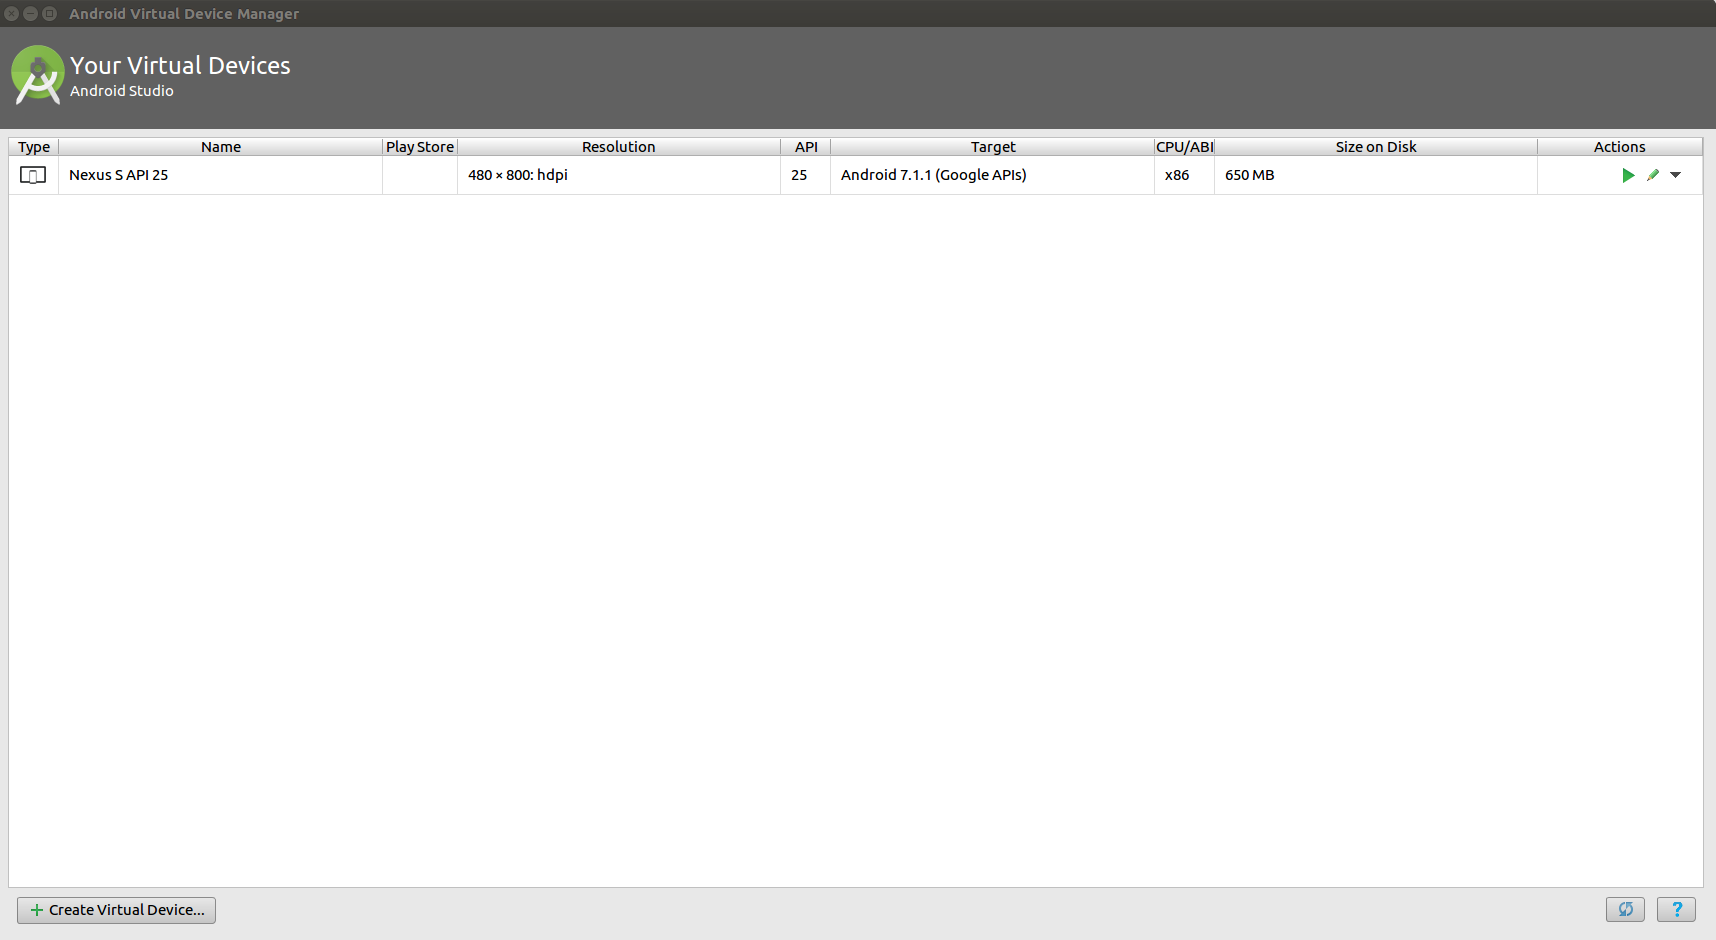 Android Virtual Device Manager
Your Virtual Devices
Android Studio
Type Name Play Store Resolution API Target CPU/ABI Size on Disk Actions
Nexus S API 25 480 × 800: hdpi 25 Android 7.1.1 (Google APIs) x86 650 MB
+ Create Virtual Device... ?